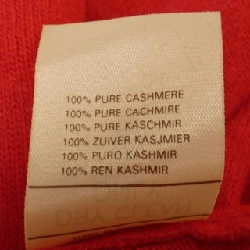 100% PURE CASHMERE
100% PURE CACHMIRE
100% PURE KASCHMIR
100% ZUIVER KASJMIER
100% PURO KASHMIR
100% REN KASHMIR